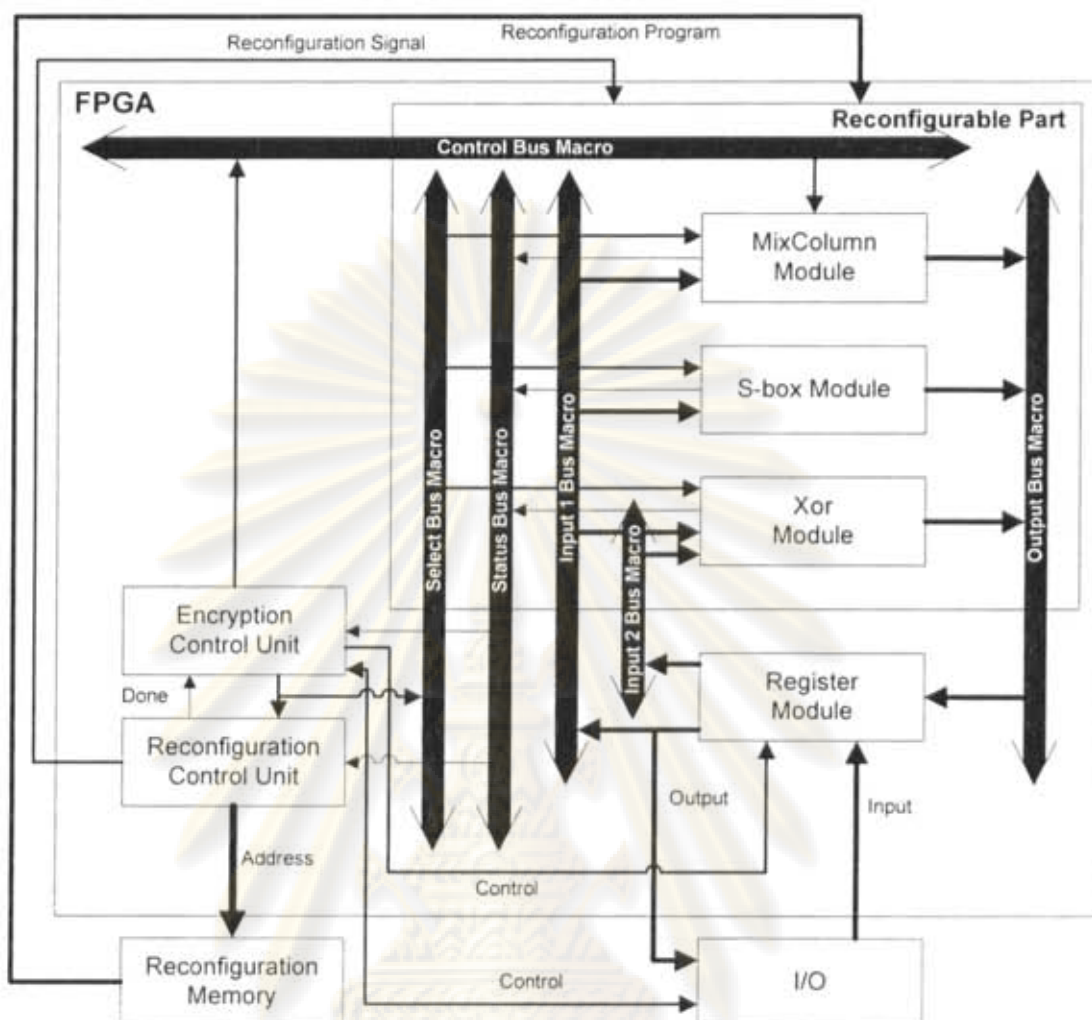 Reconfiguration Signal
Reconfiguration Program
FPGA
Reconfigurable Part
Control Bus Macro
MixColumn
Module
S-box Module
Xor
Module
Select Bus Macro
Status Bus Macro
Input 1 Bus Macro
Input 2 Bus Macro
Output Bus Macro
Encryption
Control Unit
Done
Reconfiguration
Control Unit
Register
Module
Output
Input
Address
Control
Reconfiguration
Memory
Control
I/O